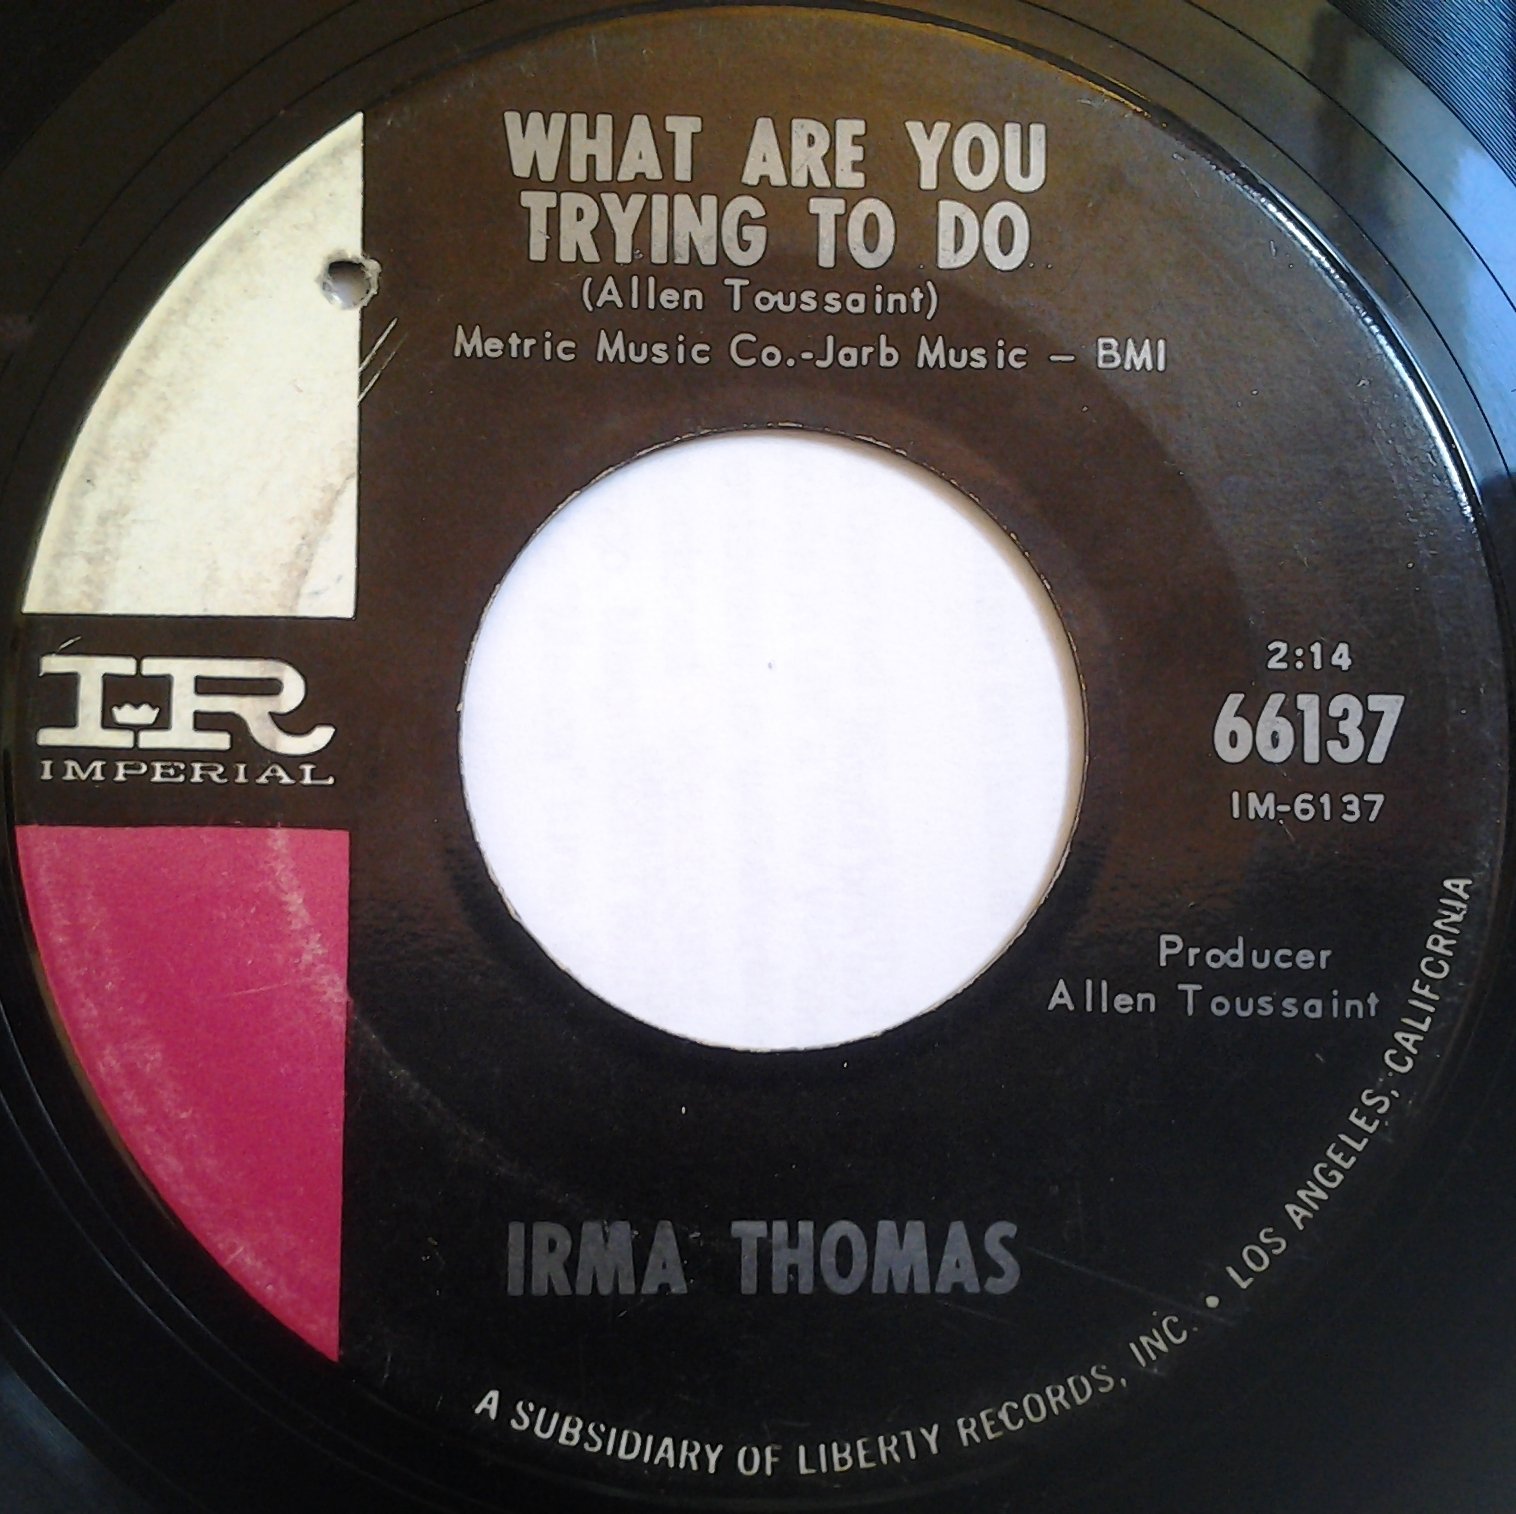 WHAT ARE YOU
TRYING TO DO
(Allen Toussaint)
Metric Music Co.-Jarb Music — BMI
IR
IMPERIAL
2:14
66137
IM-6137
Producer
Allen Toussaint
IRMA THOMAS
A SUBSIDIARY OF LIBERTY RECORDS, INC. • LOS ANGELES, CALIFORNIA